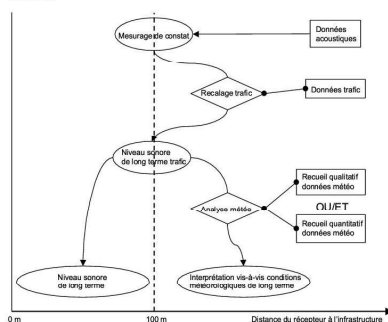 Mesurage de constat
Données
acoustiques
Recalage trafic
Données trafic
Niveau sonore
de long terme trafic
Recueil qualitatif
données météo
Analyse météo
OU/ET
Recueil quantitatif
données météo
Niveau sonore
de long terme
Interprétation vis-à-vis conditions
météorologiques de long terme
0 m
100 m
Distance du récepteur à l'infrastructure